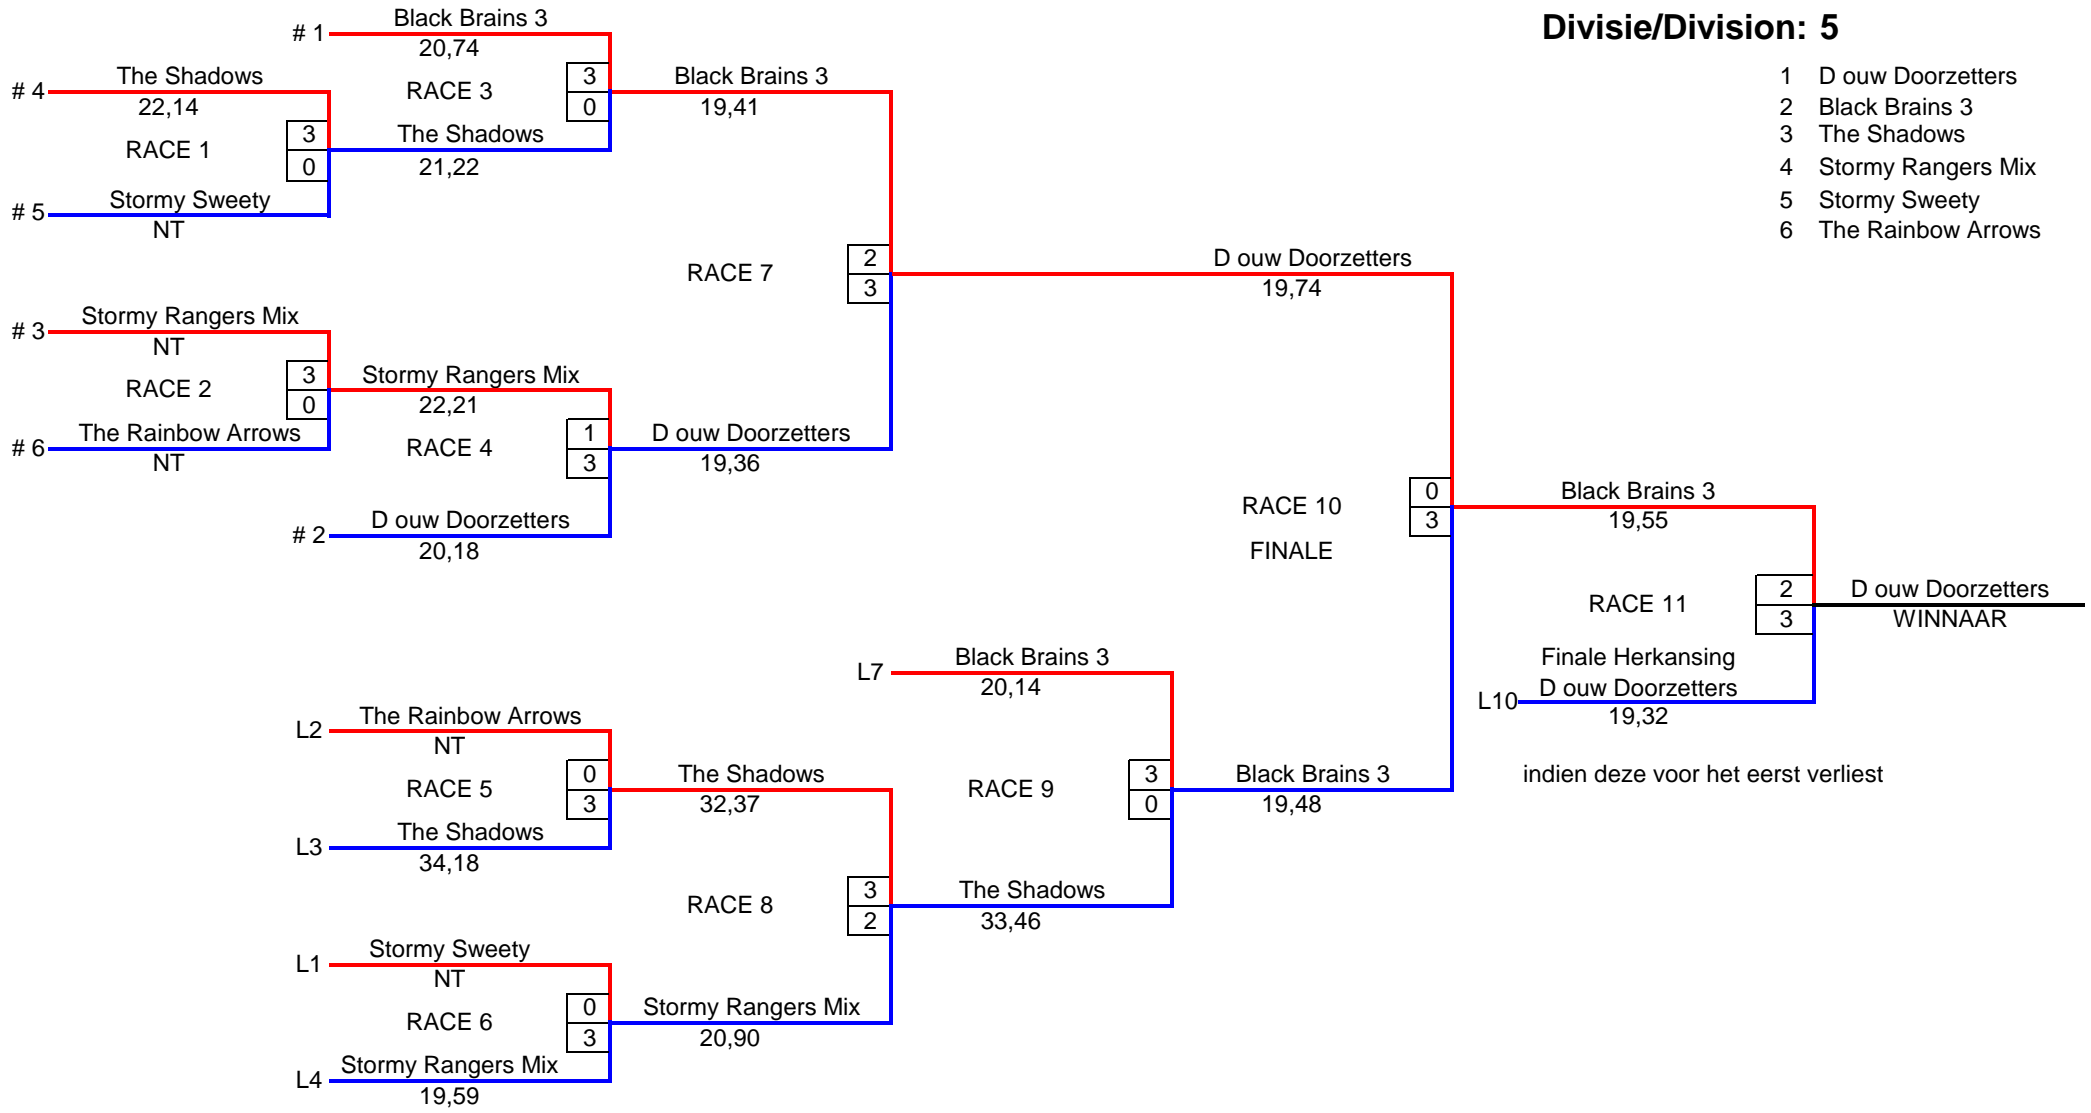 Divisie/Division: 5
1 D ouw Doorzetters
2 Black Brains 3
3 The Shadows
4 Stormy Rangers Mix
5 Stormy Sweety
6 The Rainbow Arrows
# 1 Black Brains 3
20,74
# 4 The Shadows
22,14
RACE 1
3
0
# 5 Stormy Sweety
NT
RACE 3
3
0
The Shadows
21,22
Black Brains 3
19,41
# 3 Stormy Rangers Mix
NT
RACE 2
3
0
# 6 The Rainbow Arrows
NT
Stormy Rangers Mix
22,21
RACE 4
1
3
# 2 D ouw Doorzetters
20,18
D ouw Doorzetters
19,36
RACE 7
2
3
D ouw Doorzetters
19,74
L2 The Rainbow Arrows
NT
RACE 5
0
3
L3 The Shadows
34,18
The Shadows
32,37
L1 Stormy Sweety
NT
RACE 6
0
3
L4 Stormy Rangers Mix
19,59
Stormy Rangers Mix
20,90
RACE 8
3
2
L7 Black Brains 3
20,14
RACE 9
3
0
The Shadows
33,46
Black Brains 3
19,48
RACE 10
FINALE
0
3
Black Brains 3
19,55
RACE 11
2
3
Finale Herkansing
L10 D ouw Doorzetters
19,32
indien deze voor het eerst verliest
D ouw Doorzetters
WINNAAR